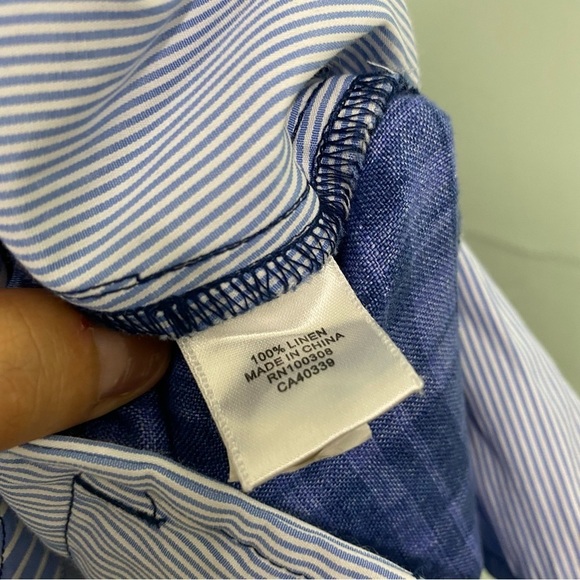 100% LINEN
MADE IN CHINA
RN100308
CA40339